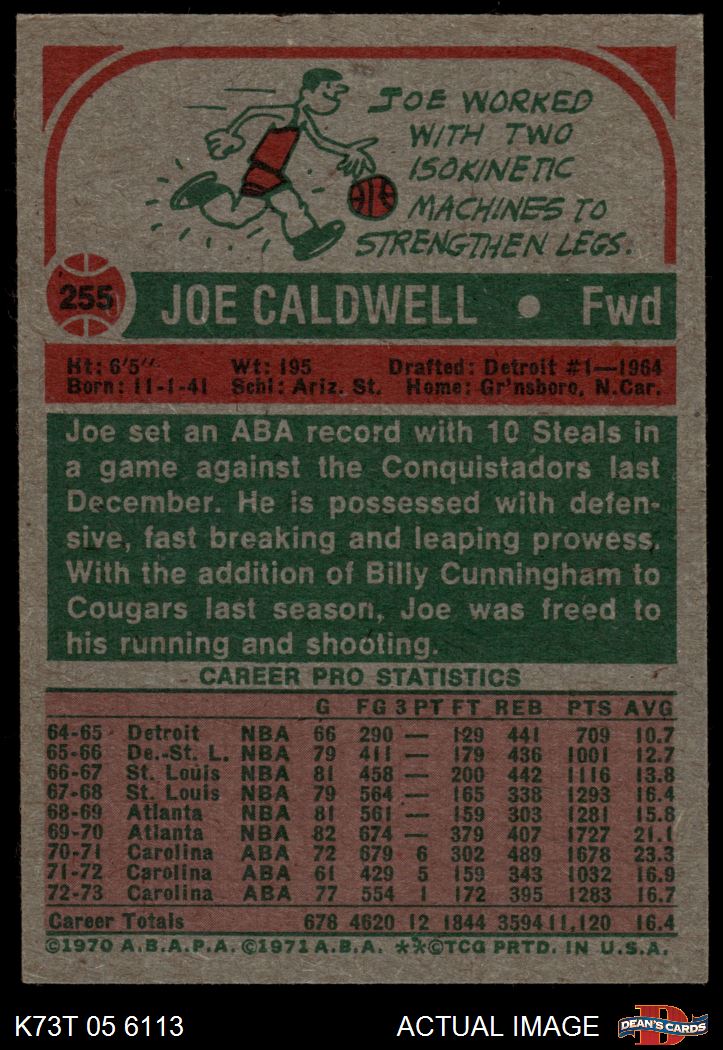 JOE WORKED
WITH TWO
ISOKINETIC
MACHINES TO
STRENGTHEN LEGS.
255 JOE CALDWELL • Fwd
Ht: 6'5" Wt: 195 Drafted: Detroit #1—1964
Born: 11-1-41 Schl: Ariz. St. Home: Gr'nsboro, N.Car.
Joe set an ABA record with 10 Steals in
a game against the Conquistadors last
December. He is possessed with defen-
sive, fast breaking and leaping prowess.
With the addition of Billy Cunningham to
Cougars last season, Joe was freed to
his running and shooting.
CAREER PRO STATISTICS
G FG 3 PT FT REB PTS AVG
64-65 Detroit NBA 66 290 — 129 441 709 10.7
65-66 De.-St. L. NBA 79 411 — 179 436 1001 12.7
66-67 St. Louis NBA 81 458 — 200 442 1116 13.8
67-68 St. Louis NBA 79 564 — 165 338 1293 16.4
68-69 Atlanta NBA 81 561 — 159 303 1281 15.8
69-70 Atlanta NBA 82 674 — 379 407 1727 21.1
70-71 Carolina ABA 72 679 6 302 489 1678 23.3
71-72 Carolina ABA 61 429 5 159 343 1032 16.9
72-73 Carolina ABA 77 554 1 172 395 1283 16.7
Career Totals 678 4620 12 1844 3594 11,120 16.4
©1970 A.B.A.P.A. ©1971 A.B.A. **©TCG PRTD. IN U.S.A.
K73T 05 6113 ACTUAL IMAGE D DEAN'S CARDS